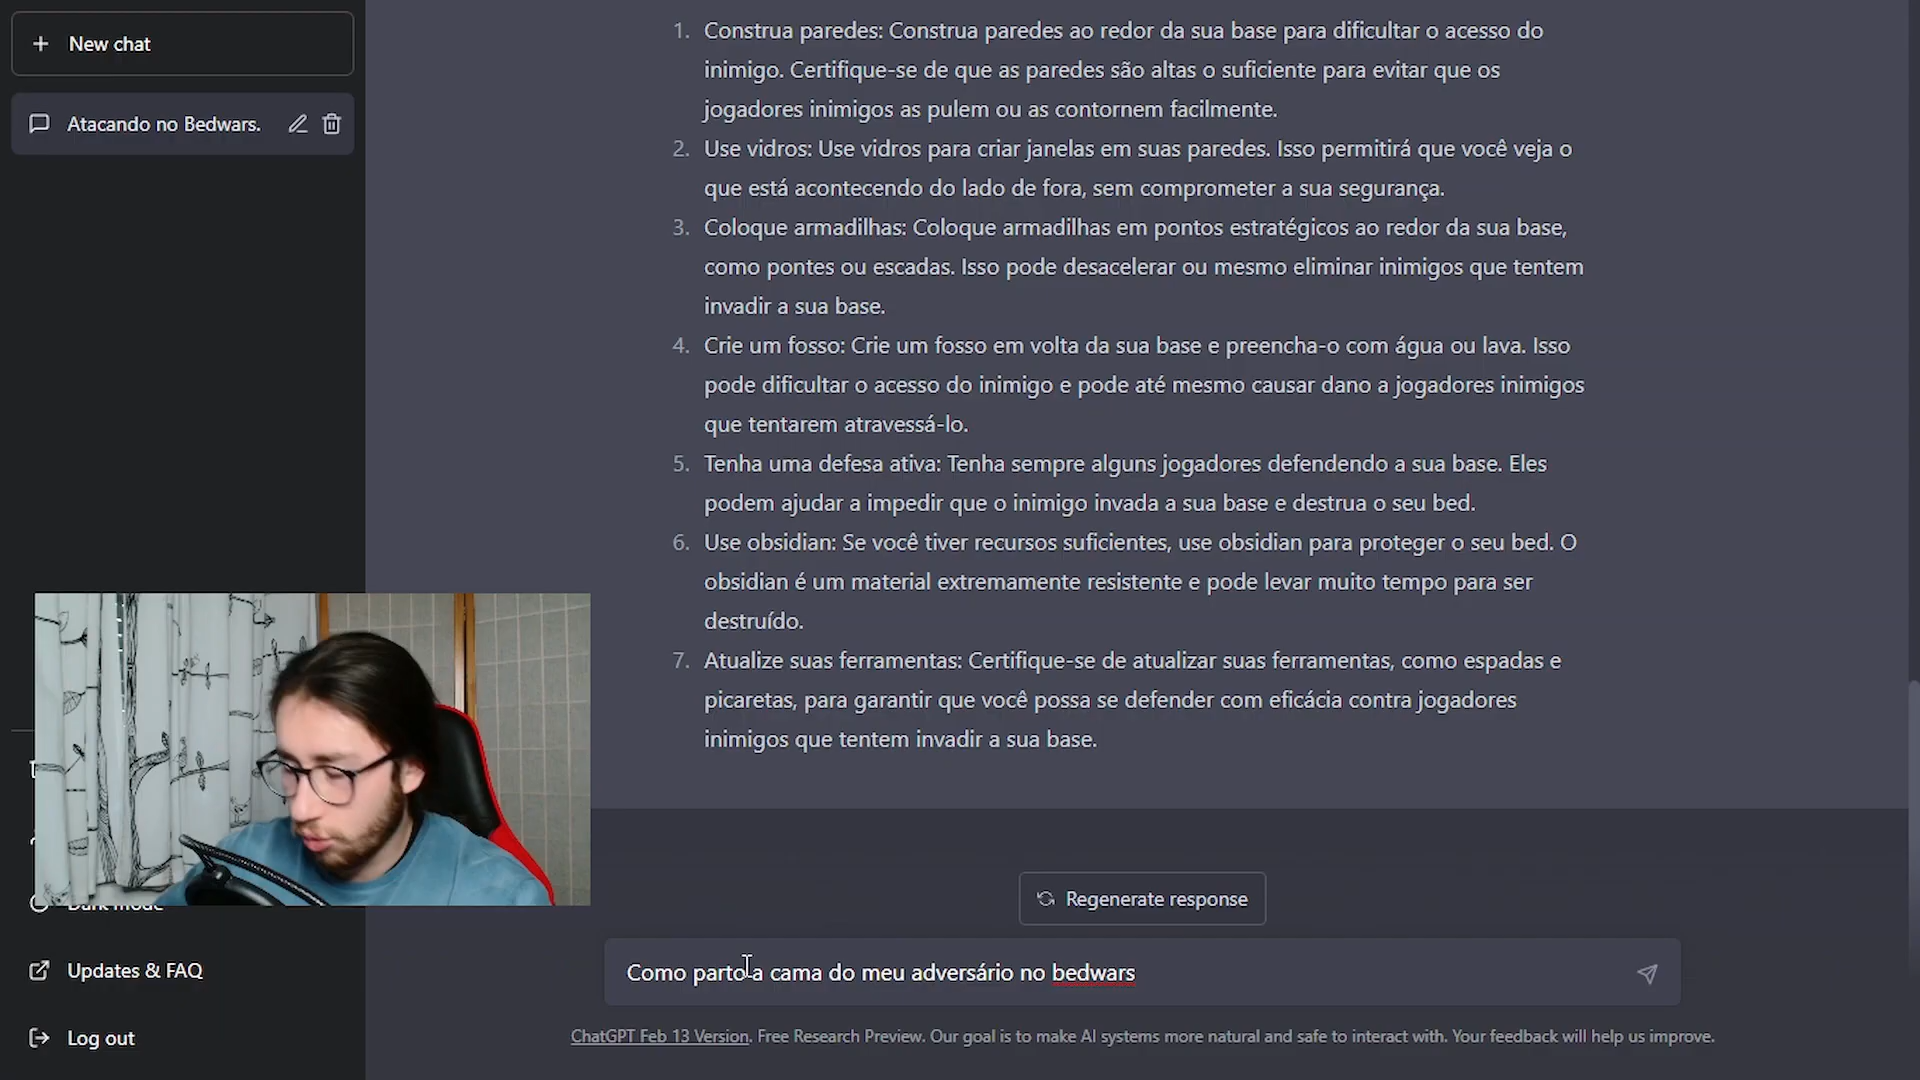 New chat
Atacando no Bedwars.
1. Construa paredes: Construa paredes ao redor da sua base para dificultar o acesso do
inimigo. Certifique-se de que as paredes são altas o suficiente para evitar que os
jogadores inimigos as pulem ou as contornem facilmente.
2. Use vidros: Use vidros para criar janelas em suas paredes. Isso permitirá que você veja o
que está acontecendo do lado de fora, sem comprometer a sua segurança.
3. Coloque armadilhas: Coloque armadilhas em pontos estratégicos ao redor da sua base,
como pontes ou escadas. Isso pode desacelerar ou mesmo eliminar inimigos que tentem
invadir a sua base.
4. Crie um fosso: Crie um fosso em volta da sua base e preencha-o com água ou lava. Isso
pode dificultar o acesso do inimigo e pode até mesmo causar dano a jogadores inimigos
que tentarem atravessá-lo.
5. Tenha uma defesa ativa: Tenha sempre alguns jogadores defendendo a sua base. Eles
podem ajudar a impedir que o inimigo invada a sua base e destrua o seu bed.
6. Use obsidian: Se você tiver recursos suficientes, use obsidian para proteger o seu bed. O
obsidian é um material extremamente resistente e pode levar muito tempo para ser
destruído.
7. Atualize suas ferramentas: Certifique-se de atualizar suas ferramentas, como espadas e
picaretas, para garantir que você possa se defender com eficácia contra jogadores
inimigos que tentem invadir a sua base.
Regenerate response
Como parto a cama do meu adversário no bedwars
ChatGPT Feb 13 Version. Free Research Preview. Our goal is to make AI systems more natural and safe to interact with. Your feedback will help us improve.
Dark mode
Updates & FAQ
Log out